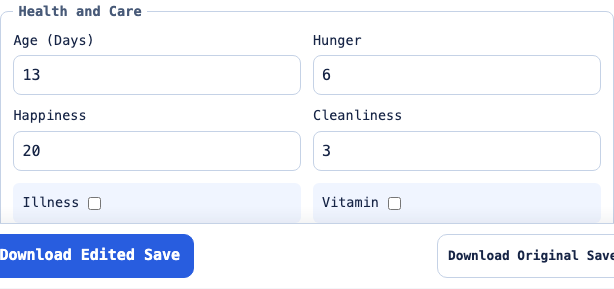 Health and Care
Age (Days) Hunger
13 6
Happiness Cleanliness
20 3
Illness Vitamin
Download Edited Save Download Original Save